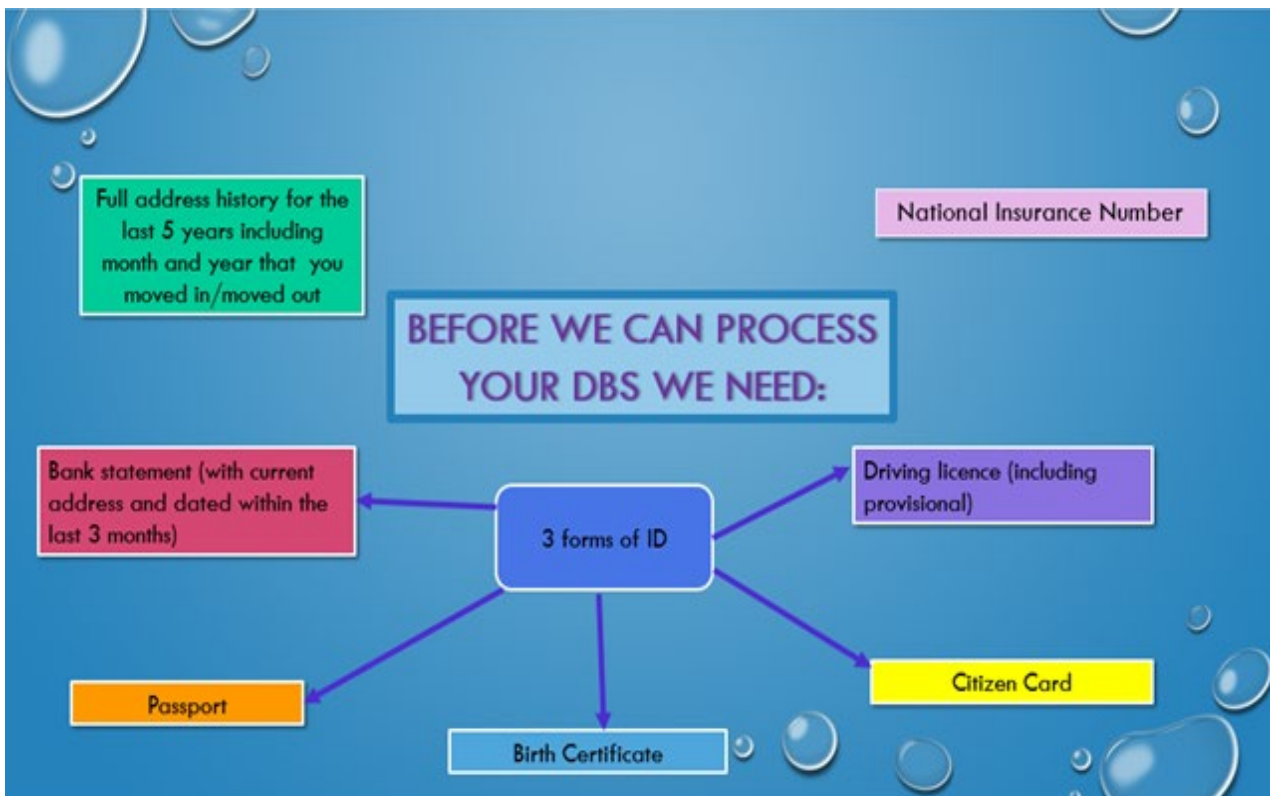 Full address history for the
last 5 years including
month and year that you
moved in/moved out
National Insurance Number
BEFORE WE CAN PROCESS
YOUR DBS WE NEED:
Bank statement (with current
address and dated within the
last 3 months)
3 forms of ID
Driving licence (including
provisional)
Passport
Birth Certificate
Citizen Card